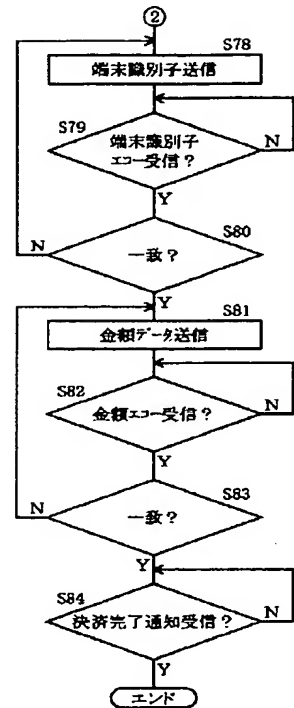 ②
S78
端末識別子送信
S79
端末識別子
エコー受信？
N
Y
S80
N
一致？
Y
S81
金額データ送信
S82
金額エコー受信？
N
Y
S83
N
一致？
Y
S84
決済完了通知受信？
N
Y
エンド